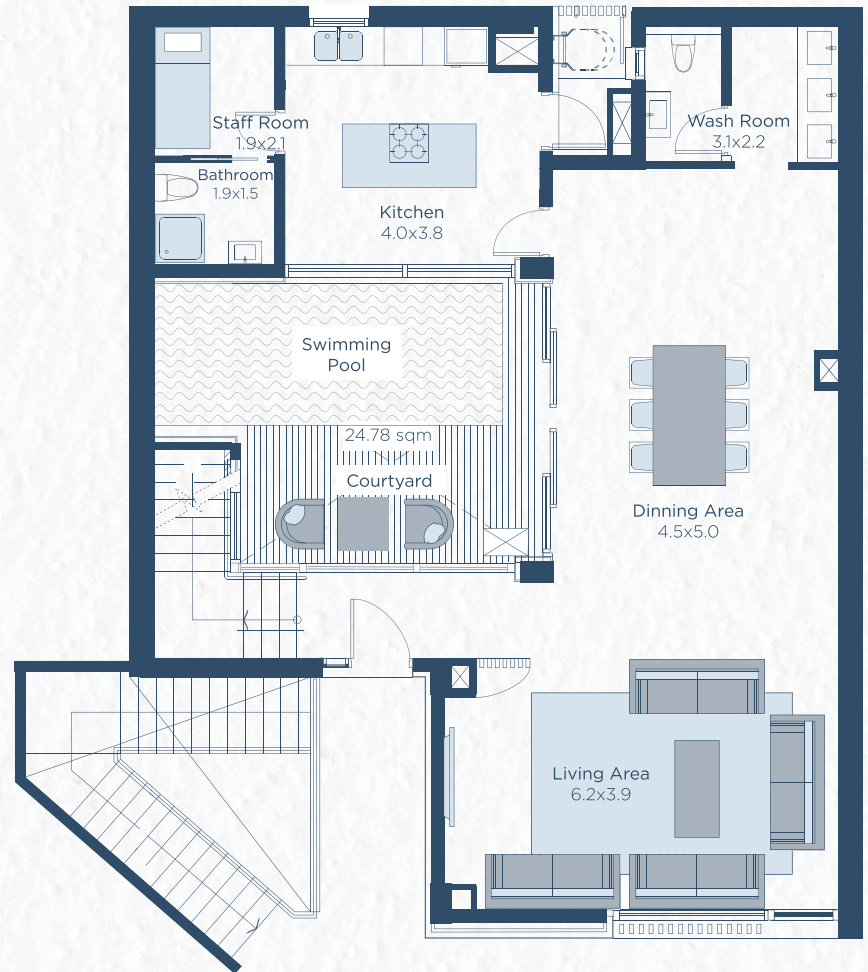 Staff Room
1.9x2.1
Bathroom
1.9x1.5
Kitchen
4.0x3.8
Wash Room
3.1x2.2
Swimming
Pool
24.78 sqm
Courtyard
Dinning Area
4.5x5.0
Living Area
6.2x3.9